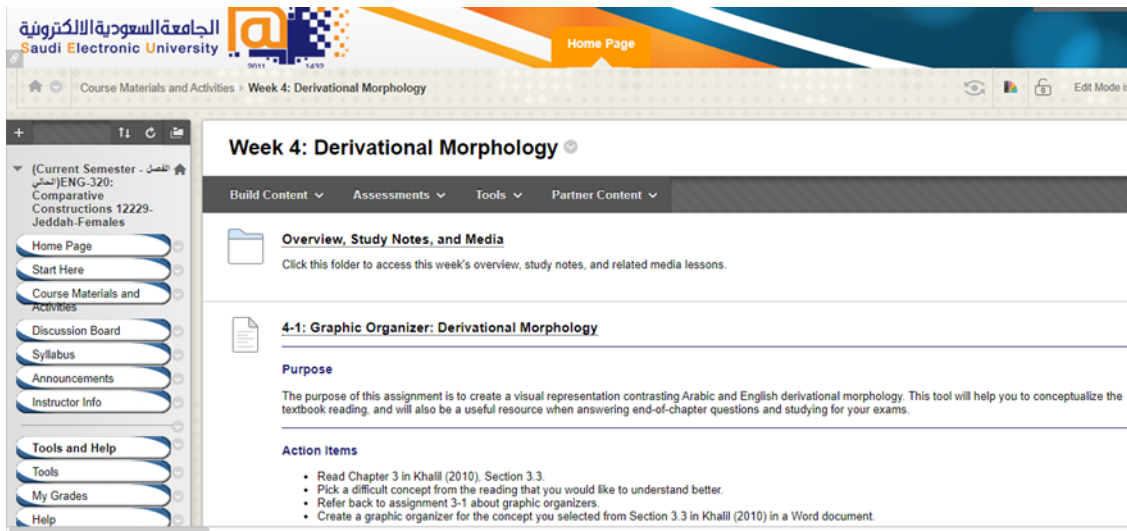 الجامعة السعودية الالكترونية
Saudi Electronic University
2011 1432
Home Page
Course Materials and Activities > Week 4: Derivational Morphology
Edit Mode is
(Current Semester - الفصل
الحالي)ENG-320:
Comparative
Constructions 12229-
Jeddah-Females
Home Page
Start Here
Course Materials and
Activities
Discussion Board
Syllabus
Announcements
Instructor Info
Tools and Help
Tools
My Grades
Help
Week 4: Derivational Morphology
Build Content
Assessments
Tools
Partner Content
Overview, Study Notes, and Media
Click this folder to access this week's overview, study notes, and related media lessons.
4-1: Graphic Organizer: Derivational Morphology
Purpose
The purpose of this assignment is to create a visual representation contrasting Arabic and English derivational morphology. This tool will help you to conceptualize the
textbook reading, and will also be a useful resource when answering end-of-chapter questions and studying for your exams.
Action Items
• Read Chapter 3 in Khalil (2010), Section 3.3.
• Pick a difficult concept from the reading that you would like to understand better.
• Refer back to assignment 3-1 about graphic organizers.
• Create a graphic organizer for the concept you selected from Section 3.3 in Khalil (2010) in a Word document.